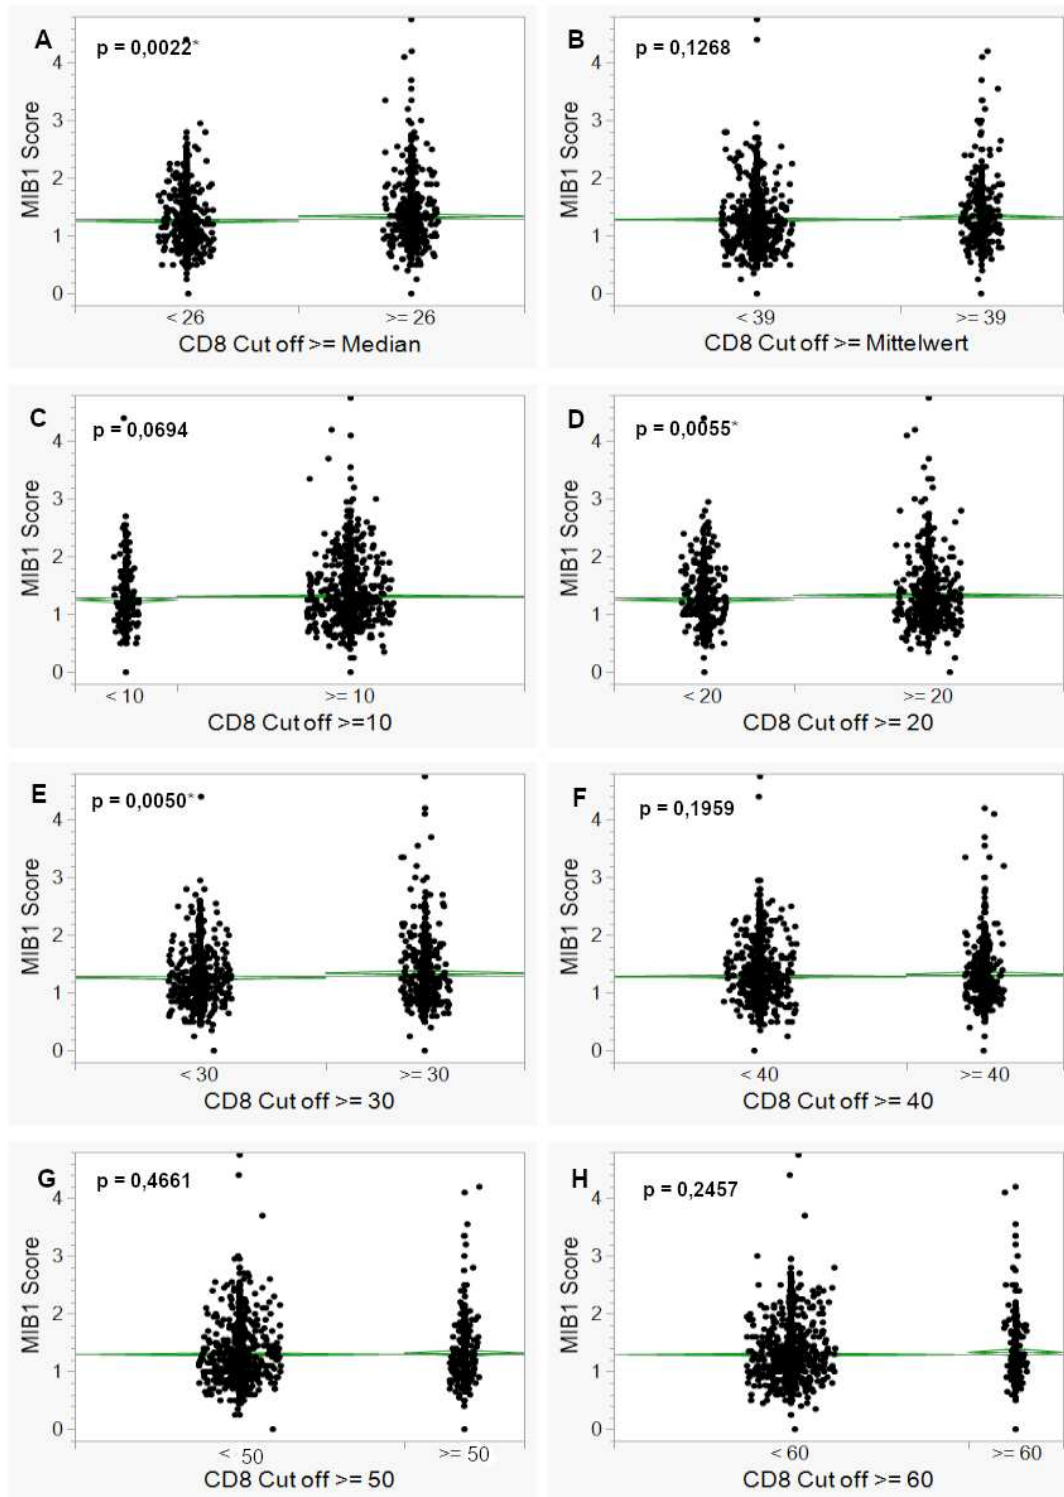 A
p = 0,0022*
MIB1 Score
4
3
2
1
0
< 26
>= 26
CD8 Cut off >= Median
B
p = 0,1268
MIB1 Score
4
3
2
1
0
< 39
>= 39
CD8 Cut off >= Mittelwert
C
p = 0,0694
MIB1 Score
4
3
2
1
0
< 10
>= 10
CD8 Cut off >=10
D
p = 0,0055*
MIB1 Score
4
3
2
1
0
< 20
>= 20
CD8 Cut off >= 20
E
p = 0,0050*
MIB1 Score
4
3
2
1
0
< 30
>= 30
CD8 Cut off >= 30
F
p = 0,1959
MIB1 Score
4
3
2
1
0
< 40
>= 40
CD8 Cut off >= 40
G
p = 0,4661
MIB1 Score
4
3
2
1
0
< 50
>= 50
CD8 Cut off >= 50
H
p = 0,2457
MIB1 Score
4
3
2
1
0
< 60
>= 60
CD8 Cut off >= 60